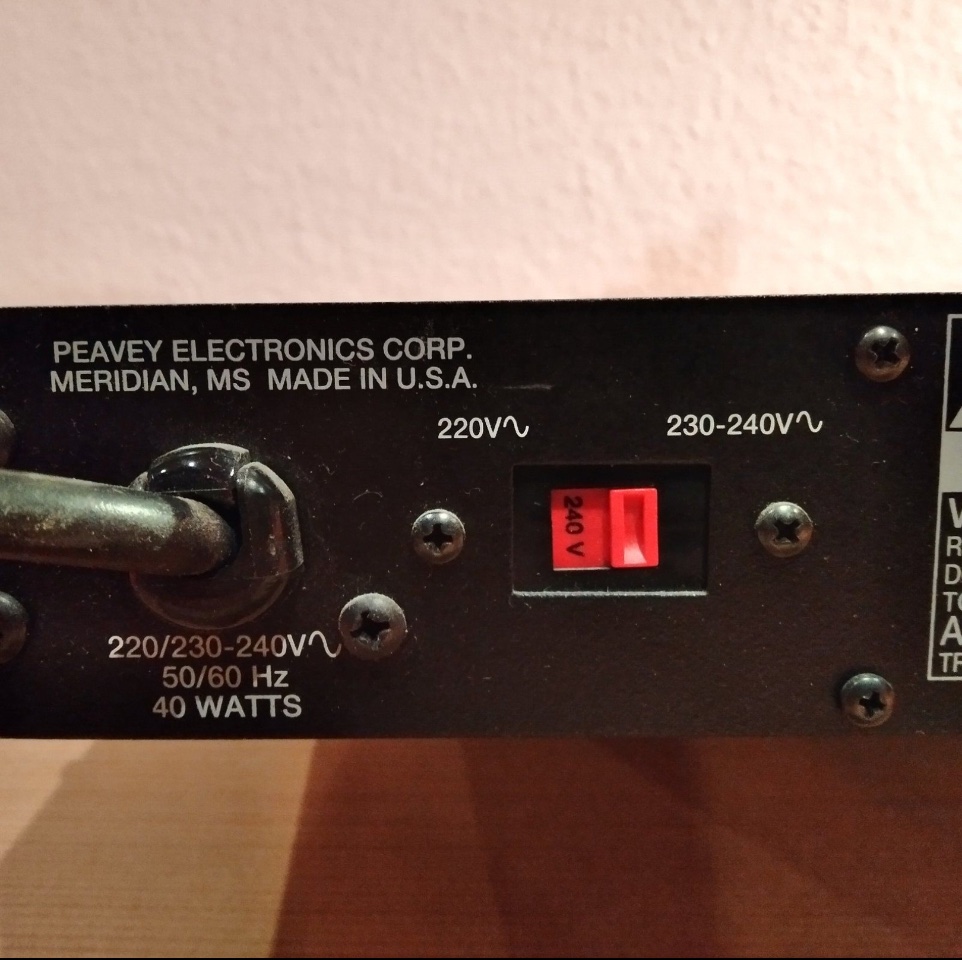 PEAVEY ELECTRONICS CORP.
MERIDIAN, MS MADE IN U.S.A.
220V∿
230-240V∿
240 V
220/230-240V∿
50/60 Hz
40 WATTS